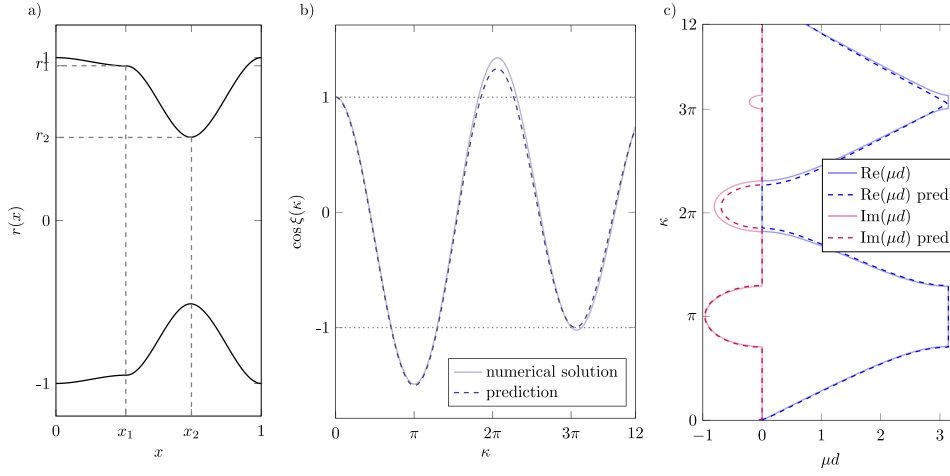 a)
1
r₁
r₂
0
-1
r(x)
0
x₁
x₂
1
x
b)
1
0
-1
cos ξ(κ)
0
π
2π
3π
12
κ
numerical solution
prediction
c)
12
3π
2π
π
0
κ
-1
0
1
2
3
μd
Re(μd)
Re(μd) pred
Im(μd)
Im(μd) pred